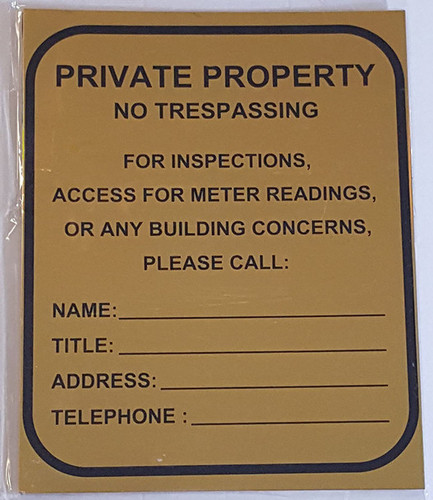 PRIVATE PROPERTY
NO TRESPASSING
FOR INSPECTIONS,
ACCESS FOR METER READINGS,
OR ANY BUILDING CONCERNS,
PLEASE CALL:
NAME:
TITLE:
ADDRESS:
TELEPHONE :